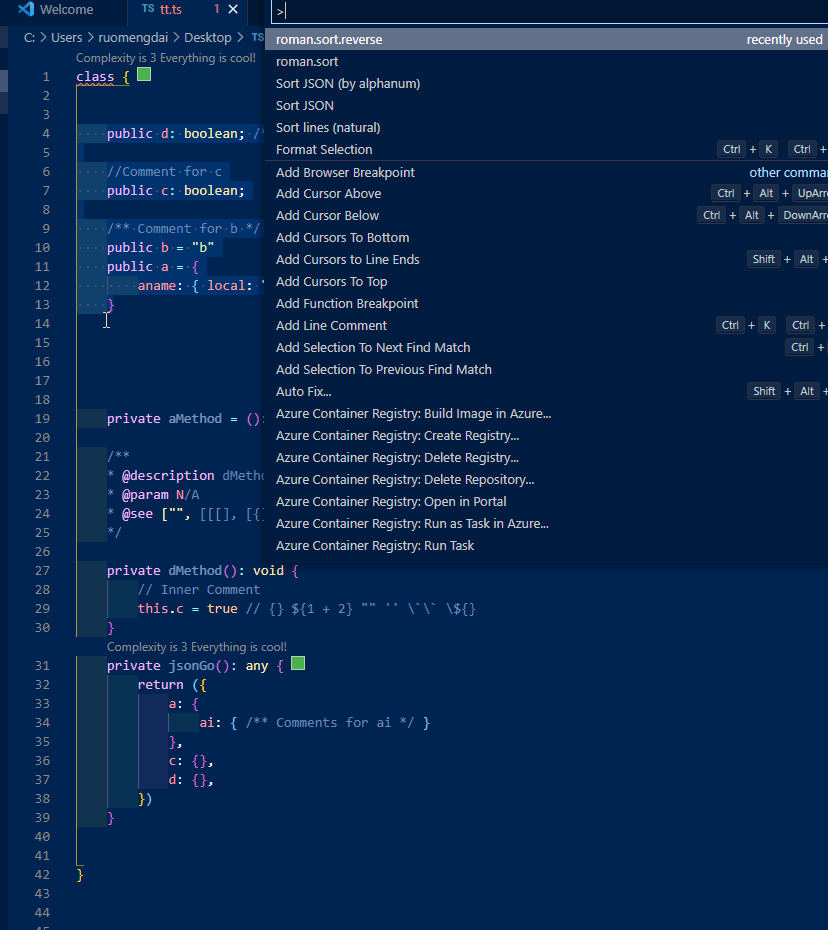 Welcome
TS tt.ts 1
>
C: > Users > ruomengdai > Desktop > TS
Complexity is 3 Everything is cool!
1 class {
2
3
4 public d: boolean; /*
5
6 //Comment for c
7 public c: boolean;
8
9 /** Comment for b */
10 public b = "b"
11 public a = {
12 aname: { local: "
13 }
14
15
16
17
18
19 private aMethod = ():
20
21 /**
22 * @description dMetho
23 * @param N/A
24 * @see ["", [[[], [{}
25 */
26
27 private dMethod(): void {
28 // Inner Comment
29 this.c = true // {} ${1 + 2} "" '' \`\` \${}
30 }
Complexity is 3 Everything is cool!
31 private jsonGo(): any {
32 return ({
33 a: {
34 ai: { /** Comments for ai */ }
35 },
36 c: {},
37 d: {},
38 })
39 }
40
41
42 }
43
44
45
roman.sort.reverse recently used
roman.sort
Sort JSON (by alphanum)
Sort JSON
Sort lines (natural)
Format Selection Ctrl + K Ctrl +
Add Browser Breakpoint other comma
Add Cursor Above Ctrl + Alt + UpArr
Add Cursor Below Ctrl + Alt + DownArr
Add Cursors To Bottom
Add Cursors to Line Ends Shift + Alt +
Add Cursors To Top
Add Function Breakpoint
Add Line Comment Ctrl + K Ctrl +
Add Selection To Next Find Match Ctrl +
Add Selection To Previous Find Match
Auto Fix... Shift + Alt +
Azure Container Registry: Build Image in Azure...
Azure Container Registry: Create Registry...
Azure Container Registry: Delete Registry...
Azure Container Registry: Delete Repository...
Azure Container Registry: Open in Portal
Azure Container Registry: Run as Task in Azure...
Azure Container Registry: Run Task